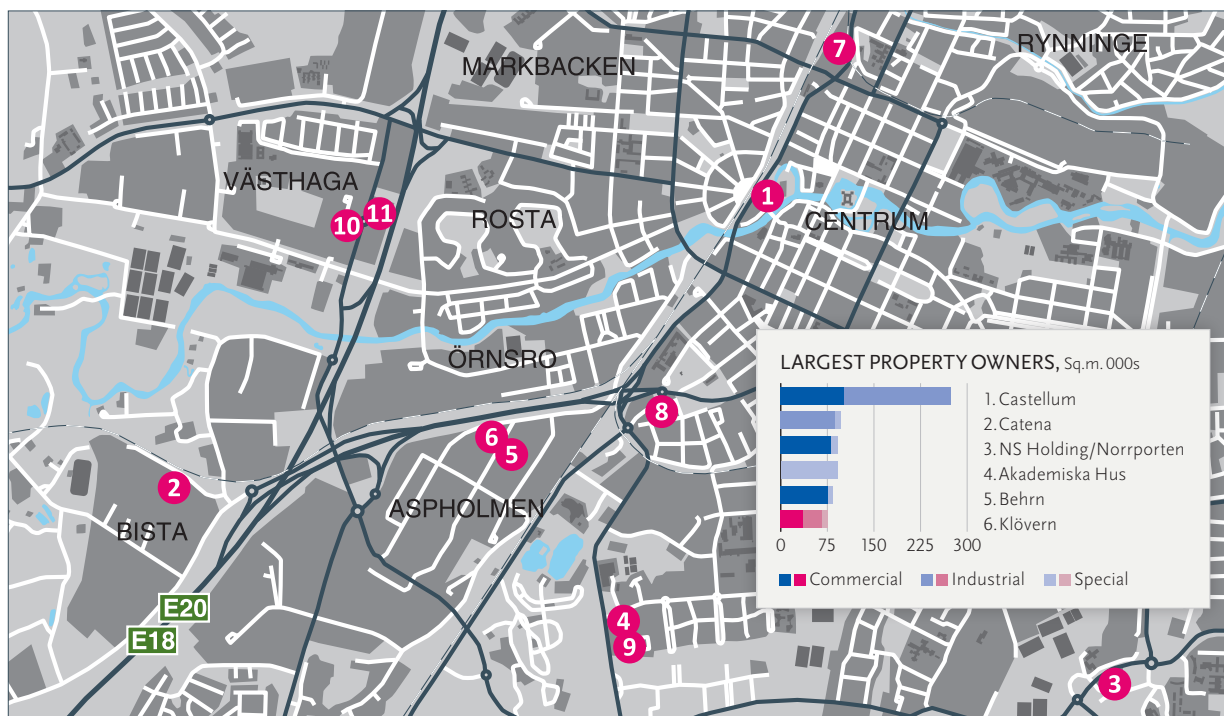 RYNNINGE
7
MARKBACKEN
VÄSTHAGA
1
11
10
ROSTA
CENTRUM
ÖRNSRO
LARGEST PROPERTY OWNERS, Sq.m. 000s
1. Castellum
2. Catena
3. NS Holding/Norrporten
4. Akademiska Hus
5. Behrn
6. Klövern
0 75 150 225 300
Commercial Industrial Special
8
6
5
2
ASPHOLMEN
BISTA
E20
E18
4
9
3